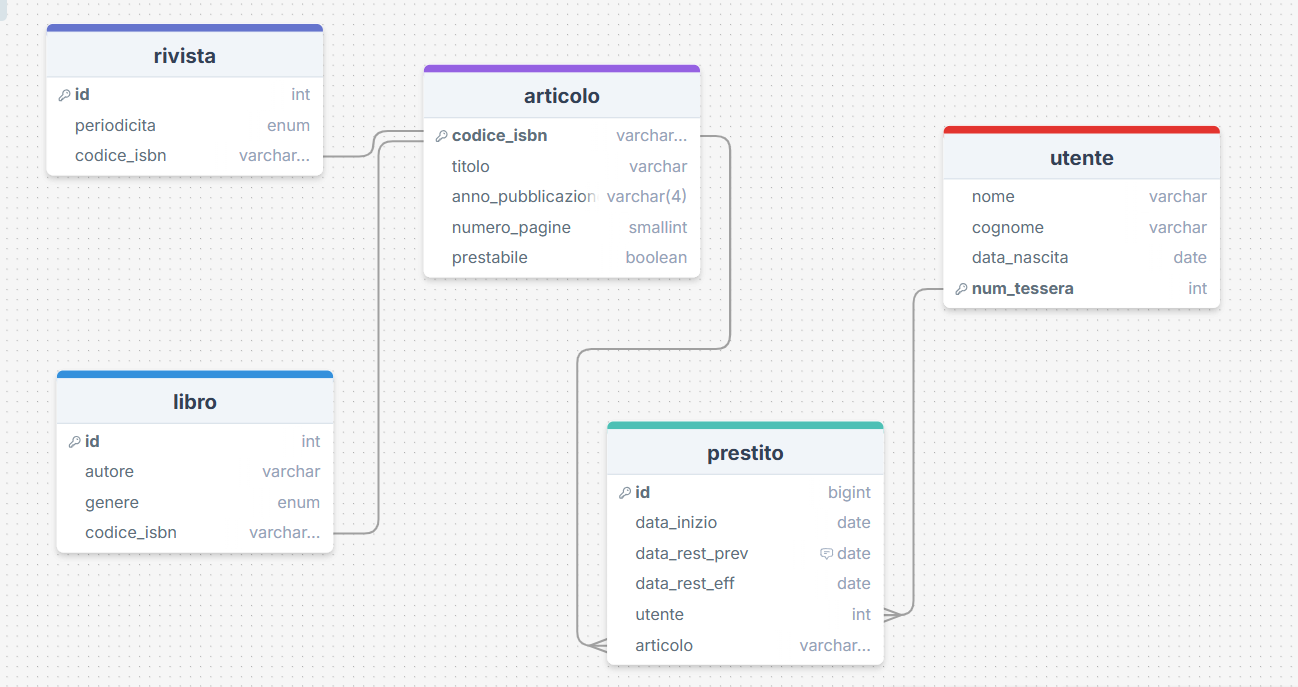 rivista
id int
periodicita enum
codice_isbn varchar...
articolo
codice_isbn varchar...
titolo varchar
anno_pubblicazion varchar(4)
numero_pagine smallint
prestabile boolean
utente
nome varchar
cognome varchar
data_nascita date
num_tessera int
libro
id int
autore varchar
genere enum
codice_isbn varchar...
prestito
id bigint
data_inizio date
data_rest_prev date
data_rest_eff date
utente int
articolo varchar...